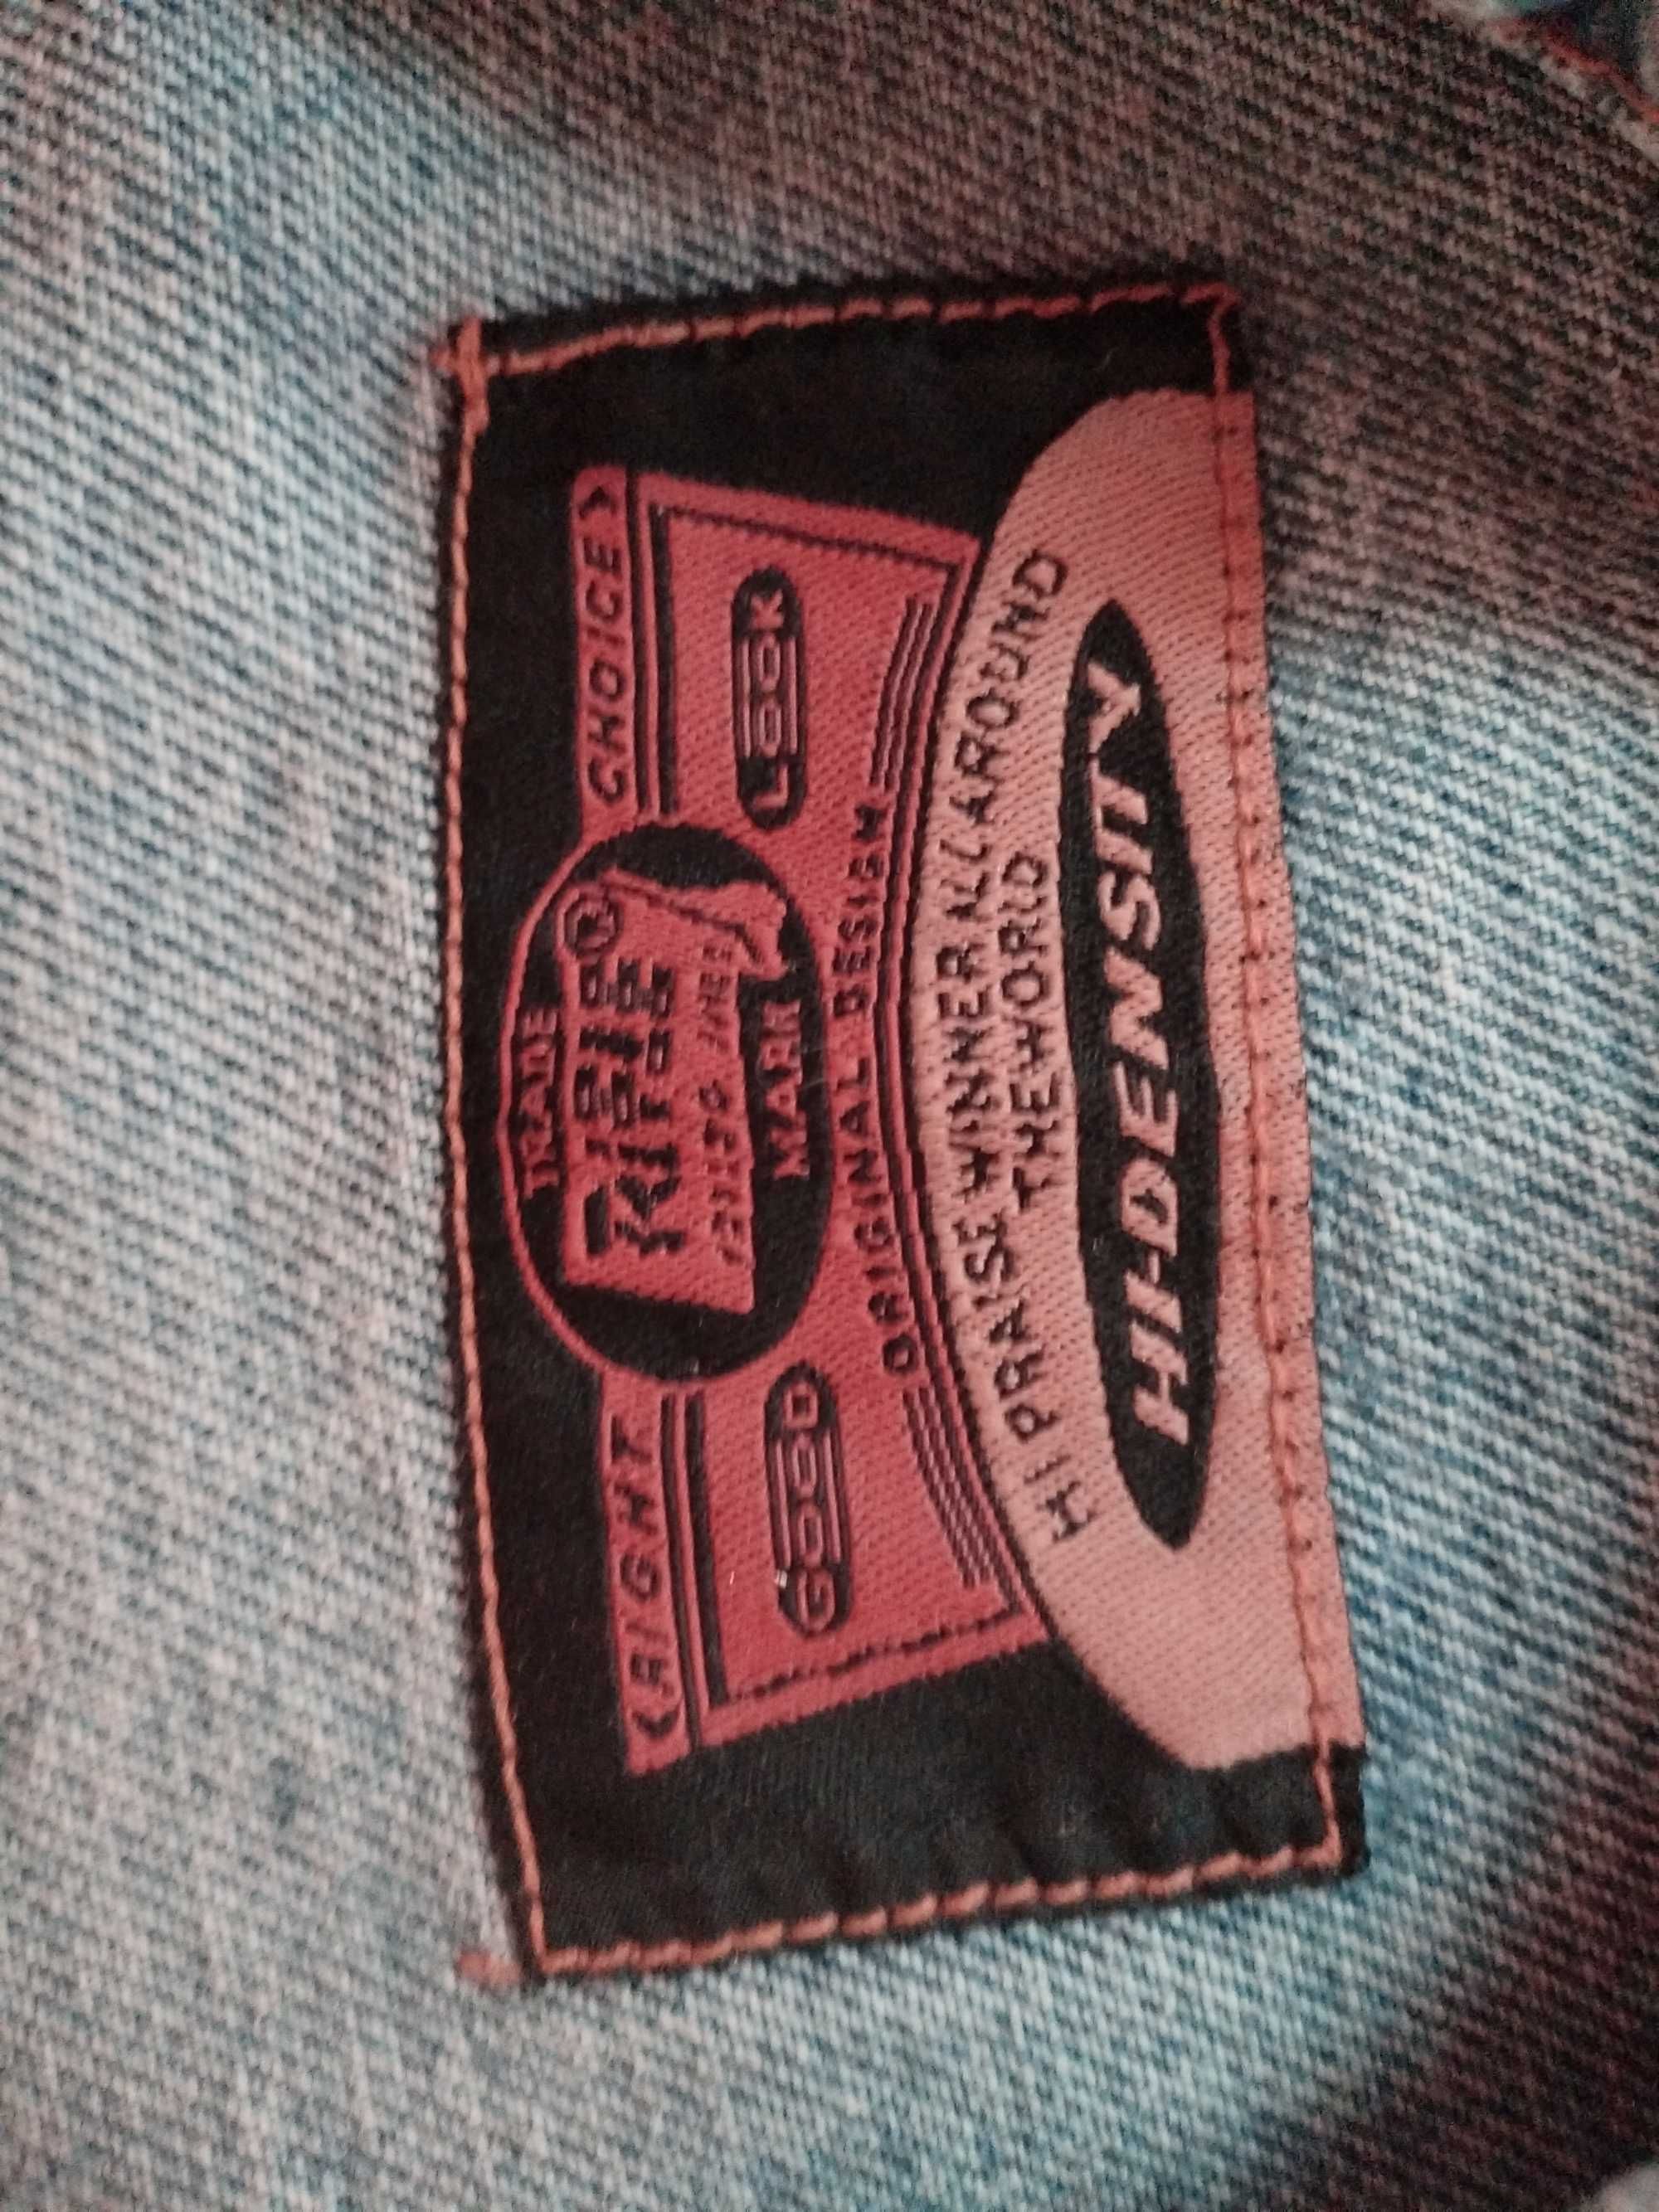 <RIGHT
CHOICE>
TRADE
®
MARK
GOOD
LOOK
ORIGINAL DESIGN
HI PRAISE WINNER ALL AROUND
THE WORLD
HI-DENSITY